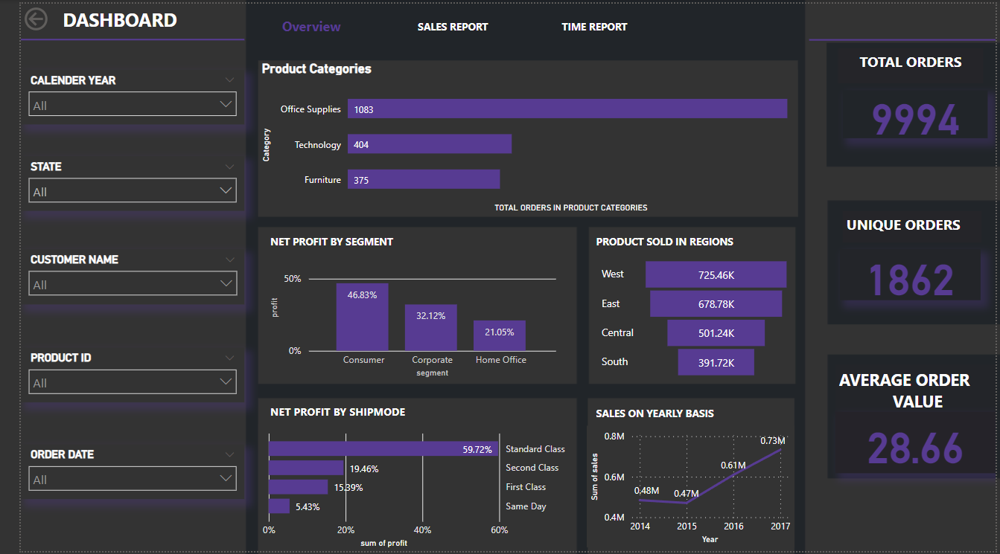 DASHBOARD
Overview
SALES REPORT
TIME REPORT
CALENDER YEAR
All
STATE
All
CUSTOMER NAME
All
PRODUCT ID
All
ORDER DATE
All
Product Categories
Category
Office Supplies 1083
Technology 404
Furniture 375
TOTAL ORDERS IN PRODUCT CATEGORIES
NET PROFIT BY SEGMENT
profit
50%
0%
46.83%
32.12%
21.05%
Consumer Corporate Home Office
segment
PRODUCT SOLD IN REGIONS
West 725.46K
East 678.78K
Central 501.24K
South 391.72K
NET PROFIT BY SHIPMODE
59.72% Standard Class
19.46% Second Class
15.39% First Class
5.43% Same Day
0% 20% 40% 60%
sum of profit
SALES ON YEARLY BASIS
Sum of sales
0.8M
0.6M
0.4M
0.48M
0.47M
0.61M
0.73M
2014 2015 2016 2017
Year
TOTAL ORDERS
9994
UNIQUE ORDERS
1862
AVERAGE ORDER
VALUE
28.66